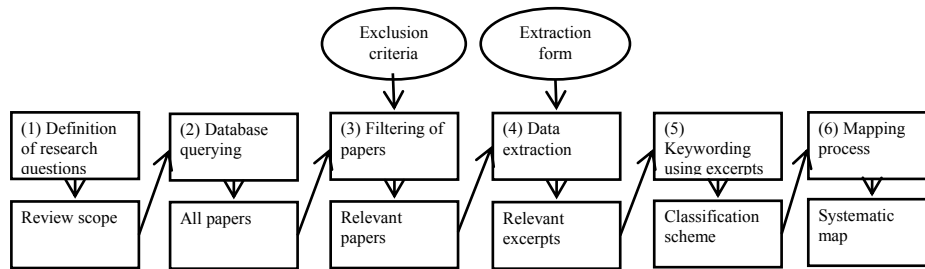 Exclusion
criteria
Extraction
form
(1) Definition
of research
questions
(2) Database
querying
(3) Filtering of
papers
(4) Data
extraction
(5)
Keywording
using excerpts
(6) Mapping
process
Review scope
All papers
Relevant
papers
Relevant
excerpts
Classification
scheme
Systematic
map